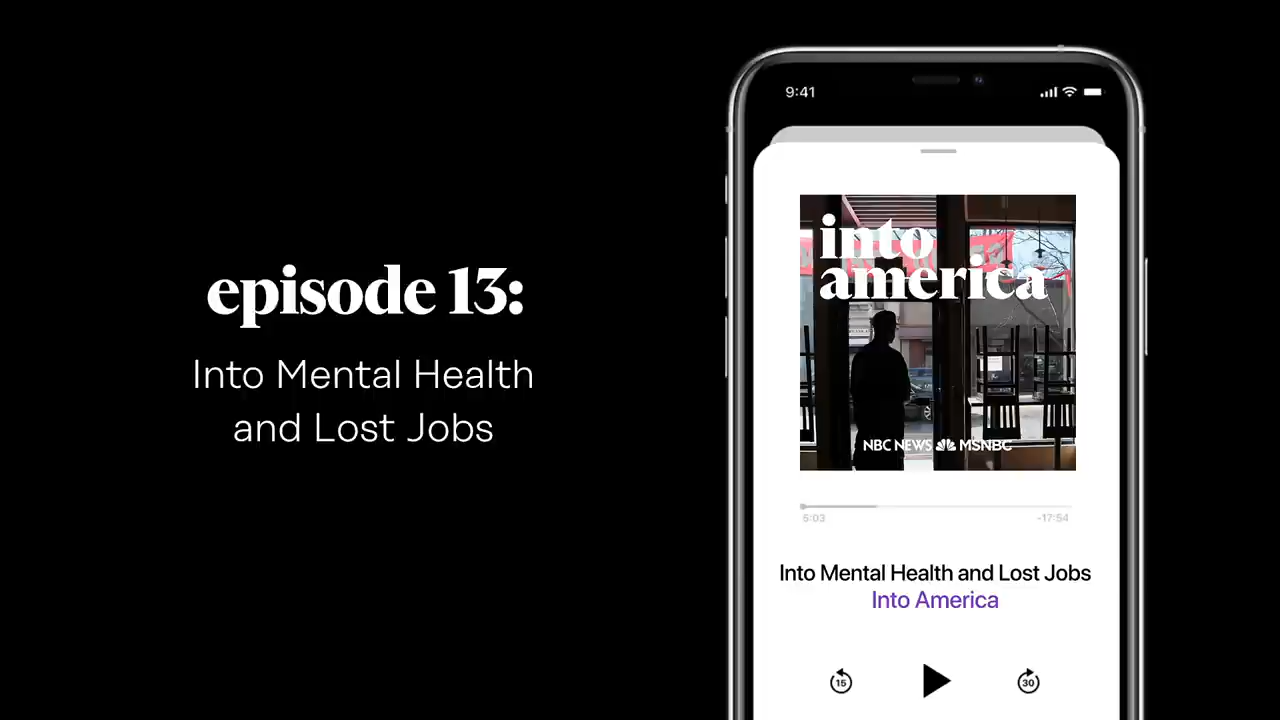 episode 13:
Into Mental Health
and Lost Jobs
9:41
into
america
NBC NEWS MSNBC
5:03
-17:54
Into Mental Health and Lost Jobs
Into America
15
30